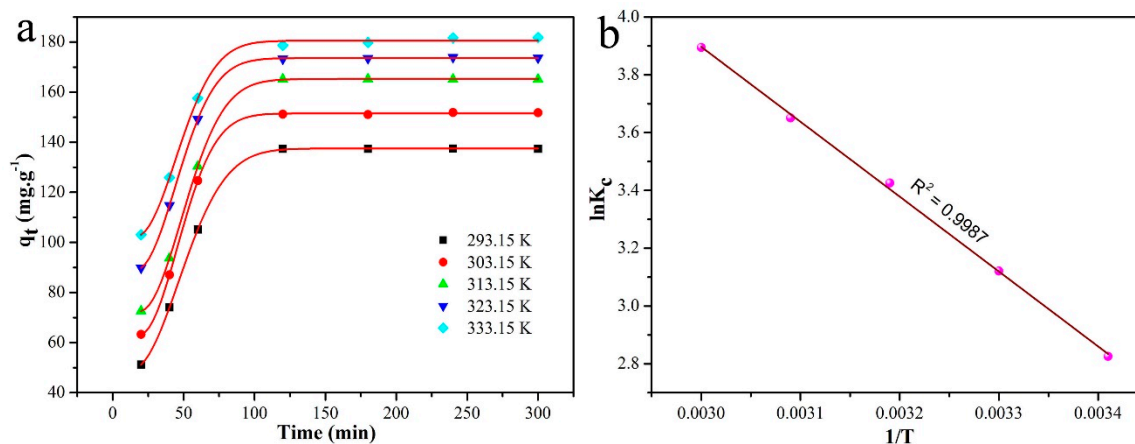 a
180
160
140
120
100
80
60
40
qt (mg.g-1)
293.15 K
303.15 K
313.15 K
323.15 K
333.15 K
0 50 100 150 200 250 300
Time (min)
b
4.0
3.8
3.6
3.4
3.2
3.0
2.8
lnKc
R² = 0.9987
0.0030 0.0031 0.0032 0.0033 0.0034
1/T